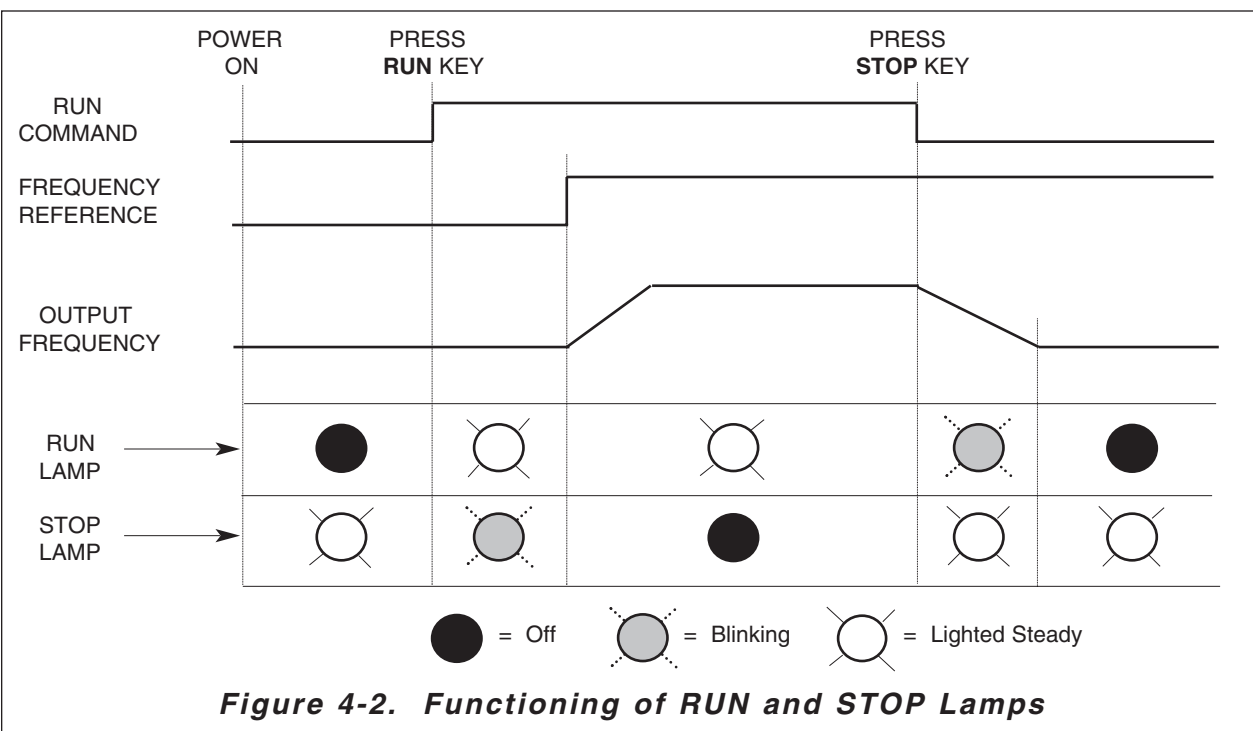 POWER
ON
PRESS
RUN KEY
PRESS
STOP KEY
RUN
COMMAND
FREQUENCY
REFERENCE
OUTPUT
FREQUENCY
RUN
LAMP
STOP
LAMP
= Off
= Blinking
= Lighted Steady
Figure 4-2. Functioning of RUN and STOP Lamps